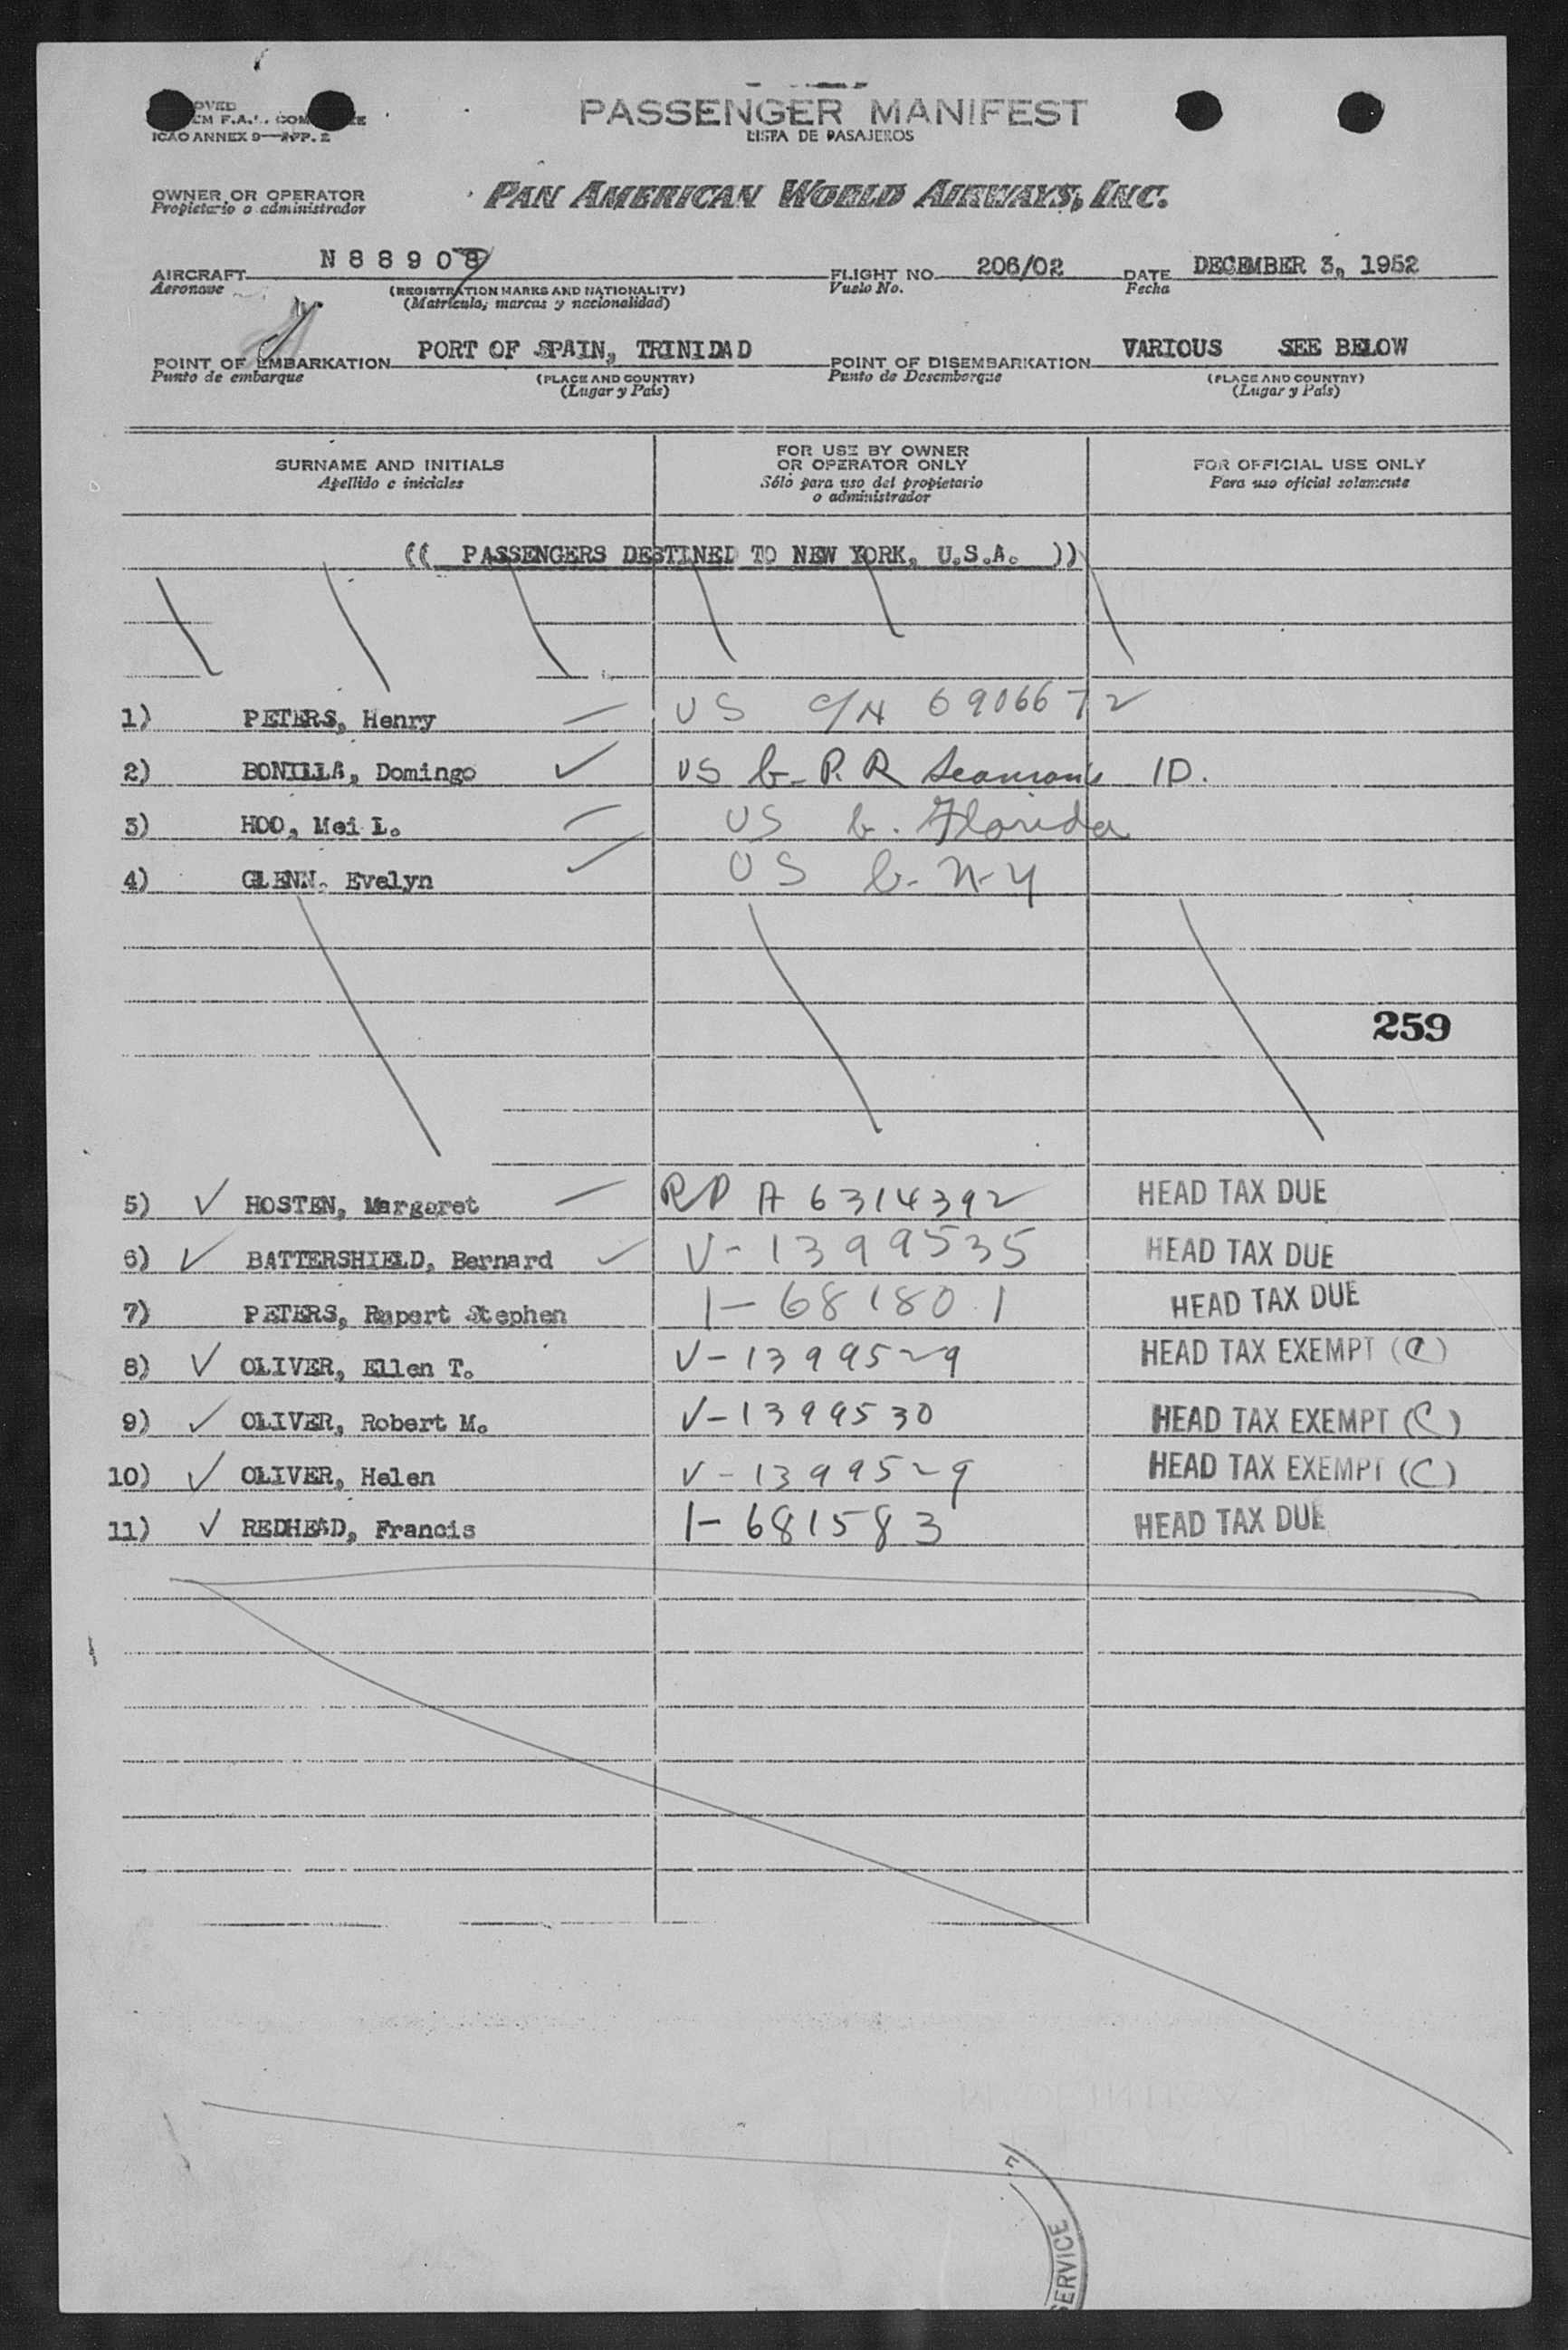 PASSENGER MANIFEST
LISTA DE PASAJEROS
ICAO ANNEX 9—APP. 2
OWNER OR OPERATOR
Propietario o administrador
PAN AMERICAN WORLD AIRWAYS, INC.
AIRCRAFT N88908 FLIGHT NO. 206/02 DATE DECEMBER 3, 1952
Aeronave (REGISTRATION MARKS AND NATIONALITY) Vuelo No. Fecha
(Matrícula, marcas y nacionalidad)
POINT OF EMBARKATION PORT OF SPAIN, TRINIDAD POINT OF DISEMBARKATION VARIOUS SEE BELOW
Punto de embarque (PLACE AND COUNTRY) Punto de Desembarque (PLACE AND COUNTRY)
(Lugar y País) (Lugar y País)
SURNAME AND INITIALS FOR USE BY OWNER OR OPERATOR ONLY FOR OFFICIAL USE ONLY
Apellido e iniciales Sólo para uso del propietario o administrador Para uso oficial solamente
(( PASSENGERS DESTINED TO NEW YORK, U.S.A. ))
1) PETERS, Henry US C/N 6906672
2) BONILLA, Domingo US b- P.R Seaman's ID.
3) HOO, Mei L. US b. Florida
4) GLENN. Evelyn US b- N-Y
259
5) HOSTEN, Margaret RP A 6314392 HEAD TAX DUE
6) BATTERSHIELD, Bernard V-1399535 HEAD TAX DUE
7) PETERS, Rupert Stephen I-681801 HEAD TAX DUE
8) OLIVER, Ellen T. V-1399529 HEAD TAX EXEMPT (C)
9) OLIVER, Robert M. V-1399530 HEAD TAX EXEMPT (C)
10) OLIVER, Helen V-1399529 HEAD TAX EXEMPT (C)
11) REDHEAD, Francis I-681583 HEAD TAX DUE
SERVICE